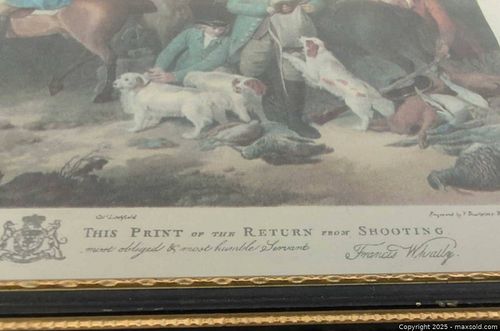 Engraved by F. Bartolozzi
THIS PRINT OF THE RETURN FROM SHOOTING
most obliged & most humble Servant
Francis Wheatly.
Copyright 2025 - maxsold.com